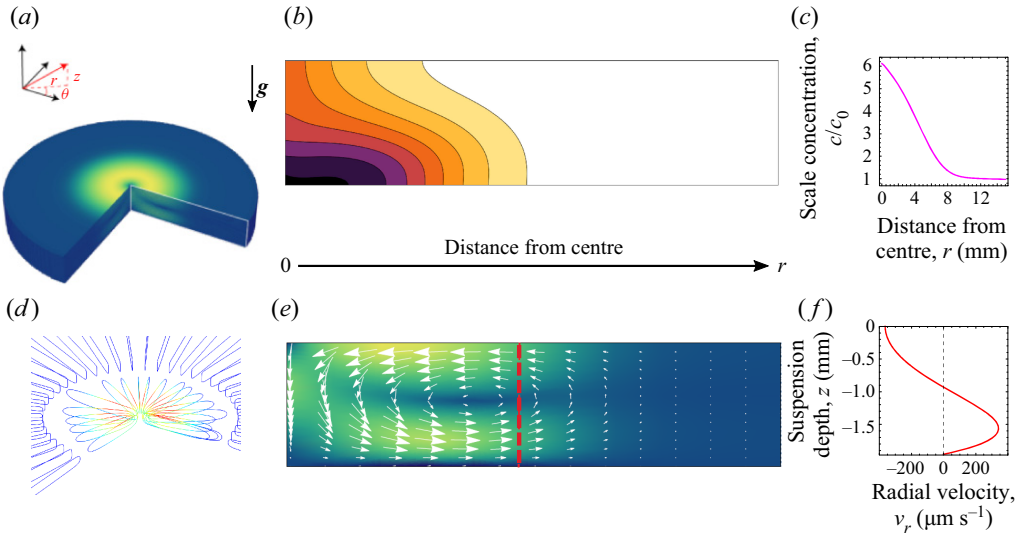 (a)
r
z
θ
(b)
g
(c)
Scale concentration,
c/c0
6
5
4
3
2
1
0
4
8
12
Distance from
centre, r (mm)
Distance from centre
0
r
(d)
(e)
(f)
Suspension
depth, z (mm)
0
–0.5
–1.0
–1.5
–200
0
200
Radial velocity,
vr (μm s–1)